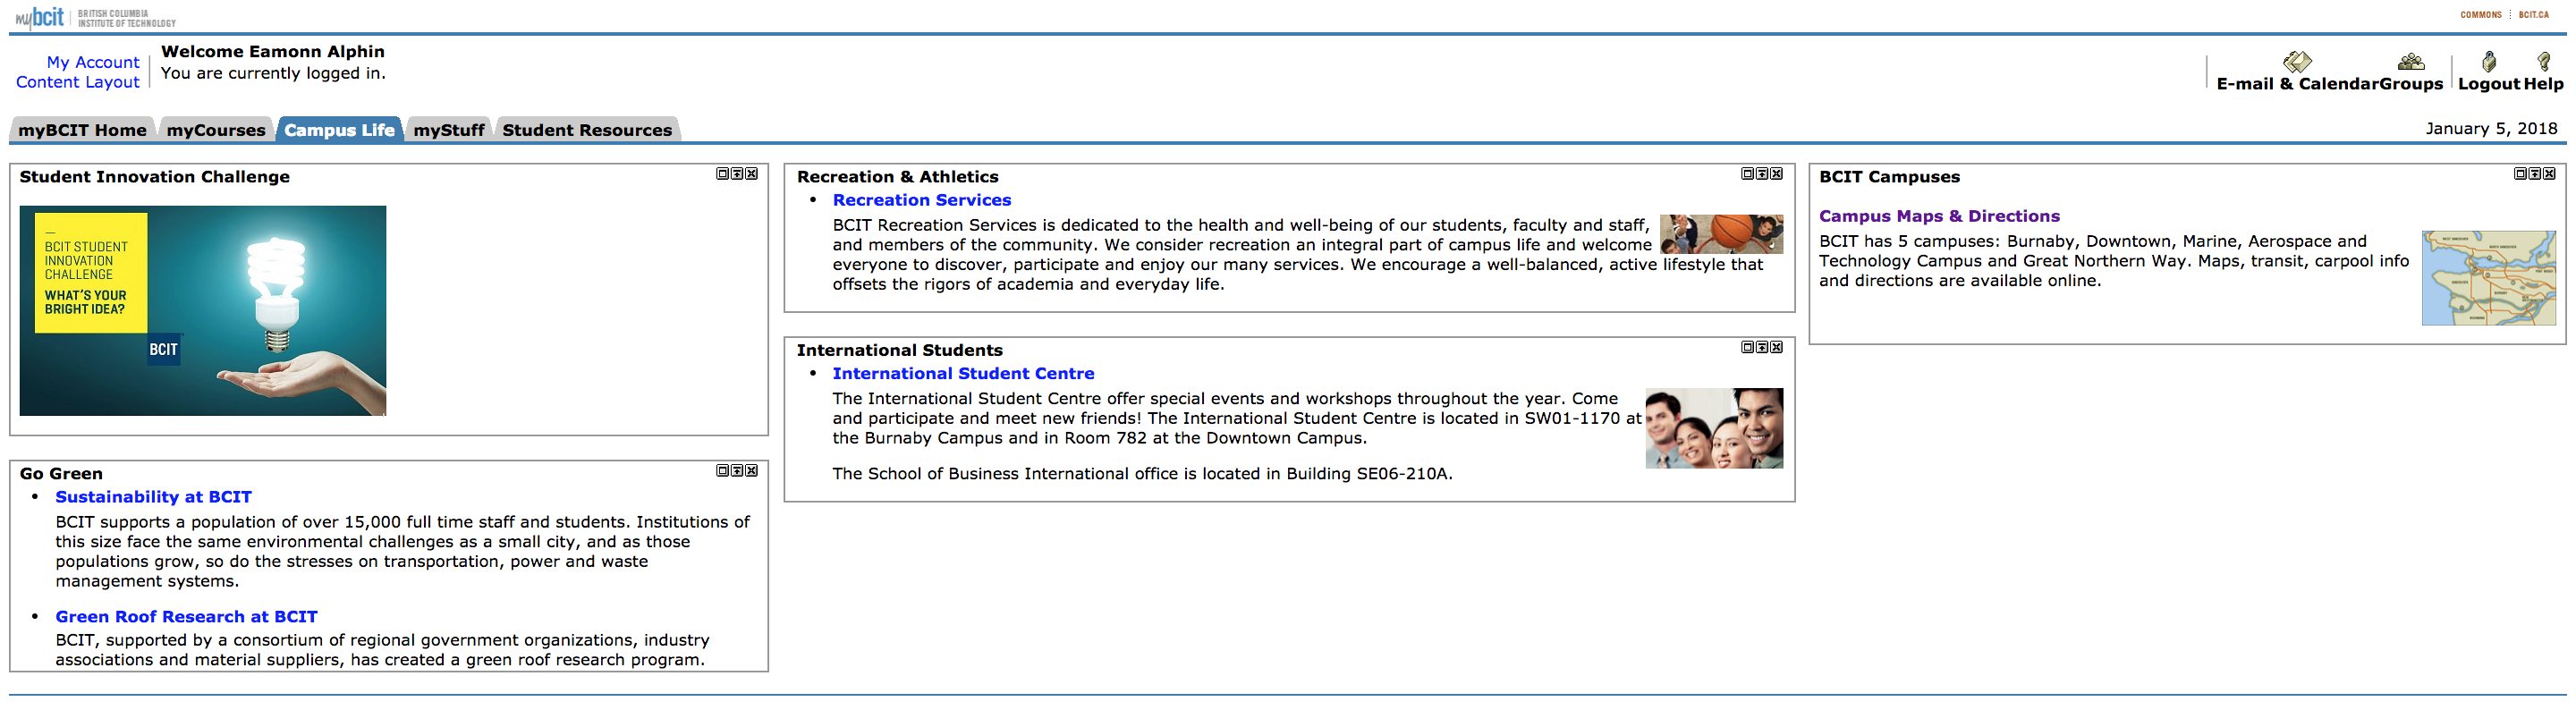 mybcit | BRITISH COLUMBIA
INSTITUTE OF TECHNOLOGY
COMMONS
BCIT.CA
My Account
Content Layout
Welcome Eamonn Alphin
You are currently logged in.
E-mail & Calendar
Groups
Logout
Help
myBCIT Home
myCourses
Campus Life
myStuff
Student Resources
January 5, 2018
Student Innovation Challenge
BCIT STUDENT
INNOVATION
CHALLENGE
WHAT'S YOUR
BRIGHT IDEA?
BCIT
Go Green
• Sustainability at BCIT
BCIT supports a population of over 15,000 full time staff and students. Institutions of
this size face the same environmental challenges as a small city, and as those
populations grow, so do the stresses on transportation, power and waste
management systems.
• Green Roof Research at BCIT
BCIT, supported by a consortium of regional government organizations, industry
associations and material suppliers, has created a green roof research program.
Recreation & Athletics
• Recreation Services
BCIT Recreation Services is dedicated to the health and well-being of our students, faculty and staff,
and members of the community. We consider recreation an integral part of campus life and welcome
everyone to discover, participate and enjoy our many services. We encourage a well-balanced, active lifestyle that
offsets the rigors of academia and everyday life.
International Students
• International Student Centre
The International Student Centre offer special events and workshops throughout the year. Come
and participate and meet new friends! The International Student Centre is located in SW01-1170 at
the Burnaby Campus and in Room 782 at the Downtown Campus.
The School of Business International office is located in Building SE06-210A.
BCIT Campuses
Campus Maps & Directions
BCIT has 5 campuses: Burnaby, Downtown, Marine, Aerospace and
Technology Campus and Great Northern Way. Maps, transit, carpool info
and directions are available online.